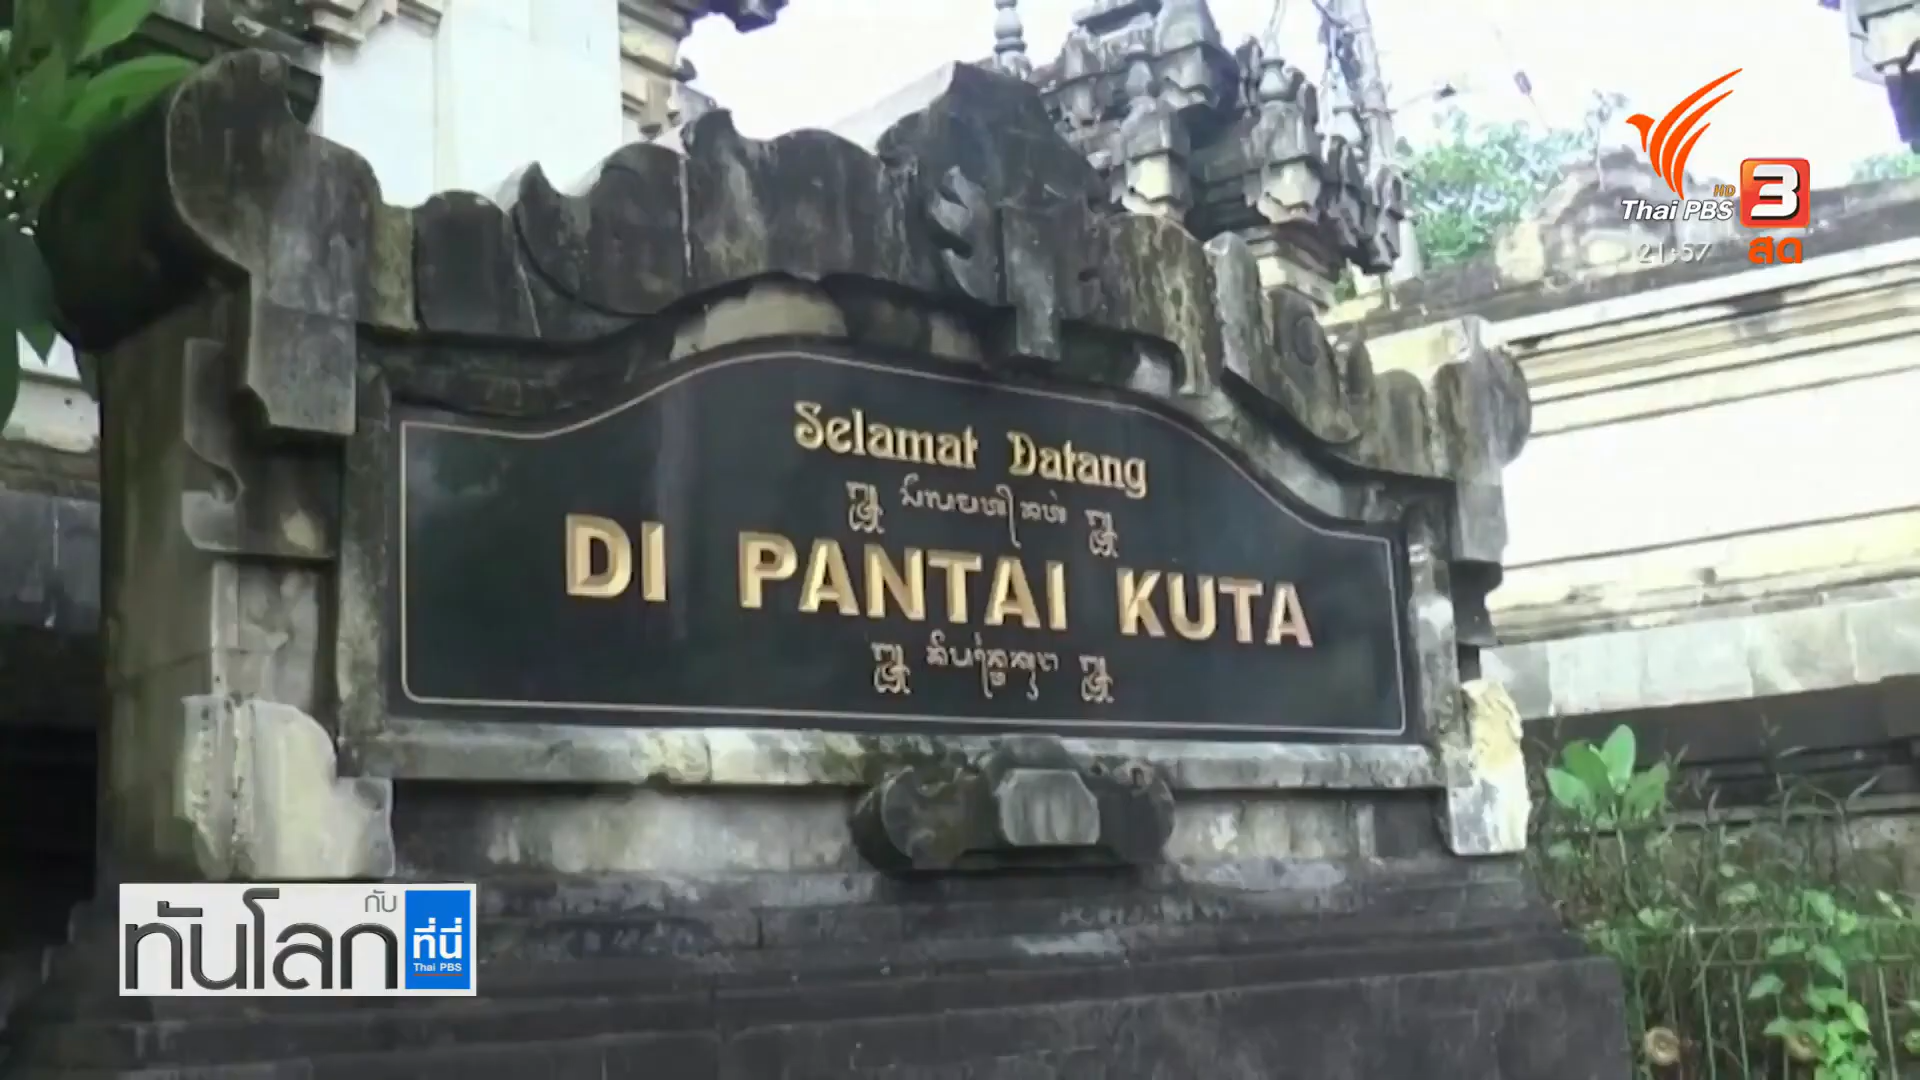 Selamat Datang
DI PANTAI KUTA
HD
Thai PBS 3
21:57 สด
ทันโลก กับ ที่นี่ Thai PBS